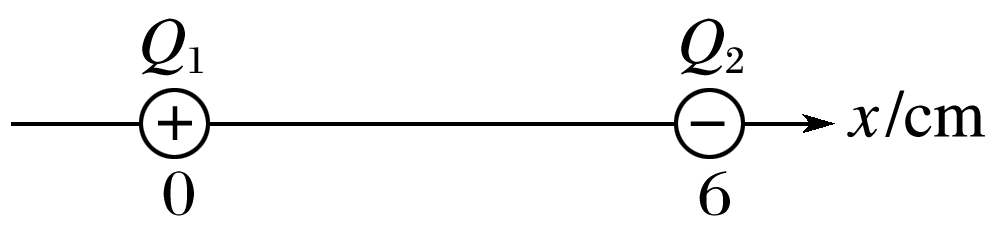 Q₁ Q₂
+ − x/cm
0 6